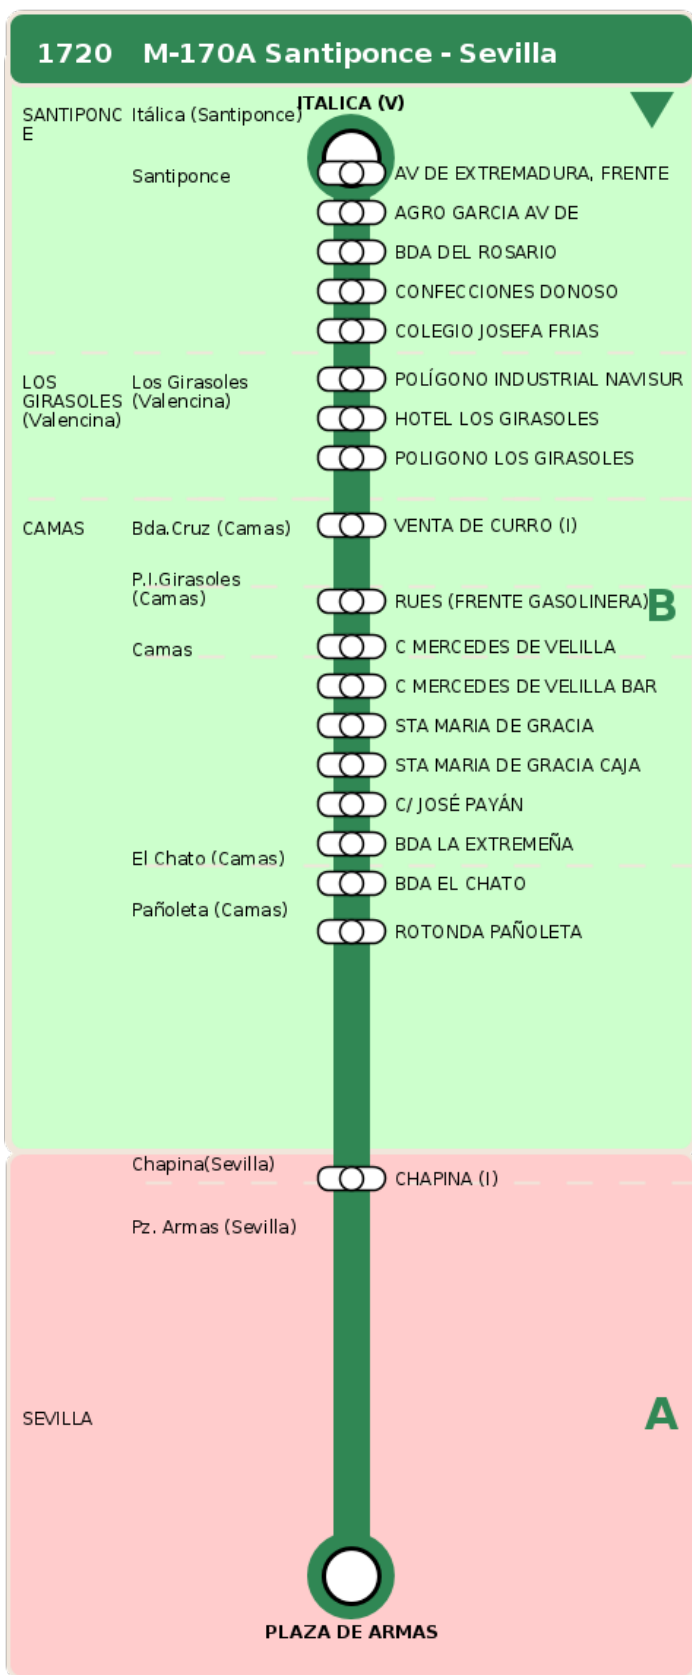 1720 M-170A Santiponce - Sevilla
ITALICA (V)
SANTIPONC
E
Itálica (Santiponce)
Santiponce
AV DE EXTREMADURA, FRENTE
AGRO GARCIA AV DE
BDA DEL ROSARIO
CONFECCIONES DONOSO
COLEGIO JOSEFA FRIAS
LOS
GIRASOLES
(Valencina)
Los Girasoles
(Valencina)
POLÍGONO INDUSTRIAL NAVISUR
HOTEL LOS GIRASOLES
POLIGONO LOS GIRASOLES
CAMAS
Bda.Cruz (Camas)
VENTA DE CURRO (I)
P.I.Girasoles
(Camas)
RUES (FRENTE GASOLINERA)
B
Camas
C MERCEDES DE VELILLA
C MERCEDES DE VELILLA BAR
STA MARIA DE GRACIA
STA MARIA DE GRACIA CAJA
C/ JOSÉ PAYÁN
BDA LA EXTREMEÑA
El Chato (Camas)
BDA EL CHATO
Pañoleta (Camas)
ROTONDA PAÑOLETA
Chapina(Sevilla)
CHAPINA (I)
Pz. Armas (Sevilla)
SEVILLA
A
PLAZA DE ARMAS